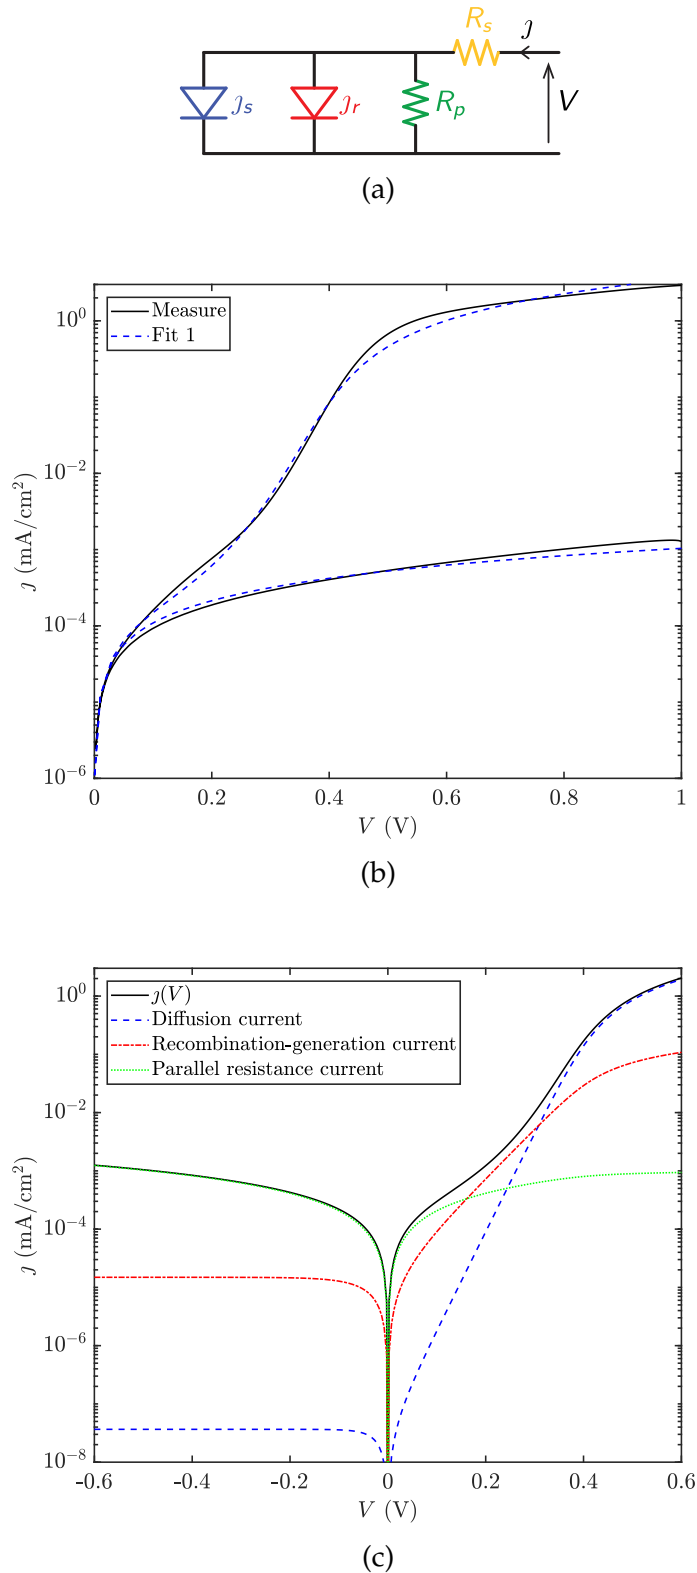 R_s ȷ
ȷ_s ȷ_r R_p V
(a)
10^0
10^-2
10^-4
10^-6
ȷ (mA/cm^2)
Measure
Fit 1
0 0.2 0.4 0.6 0.8 1
V (V)
(b)
10^0
10^-2
10^-4
10^-6
10^-8
ȷ (mA/cm^2)
ȷ(V)
Diffusion current
Recombination-generation current
Parallel resistance current
-0.6 -0.4 -0.2 0 0.2 0.4 0.6
V (V)
(c)